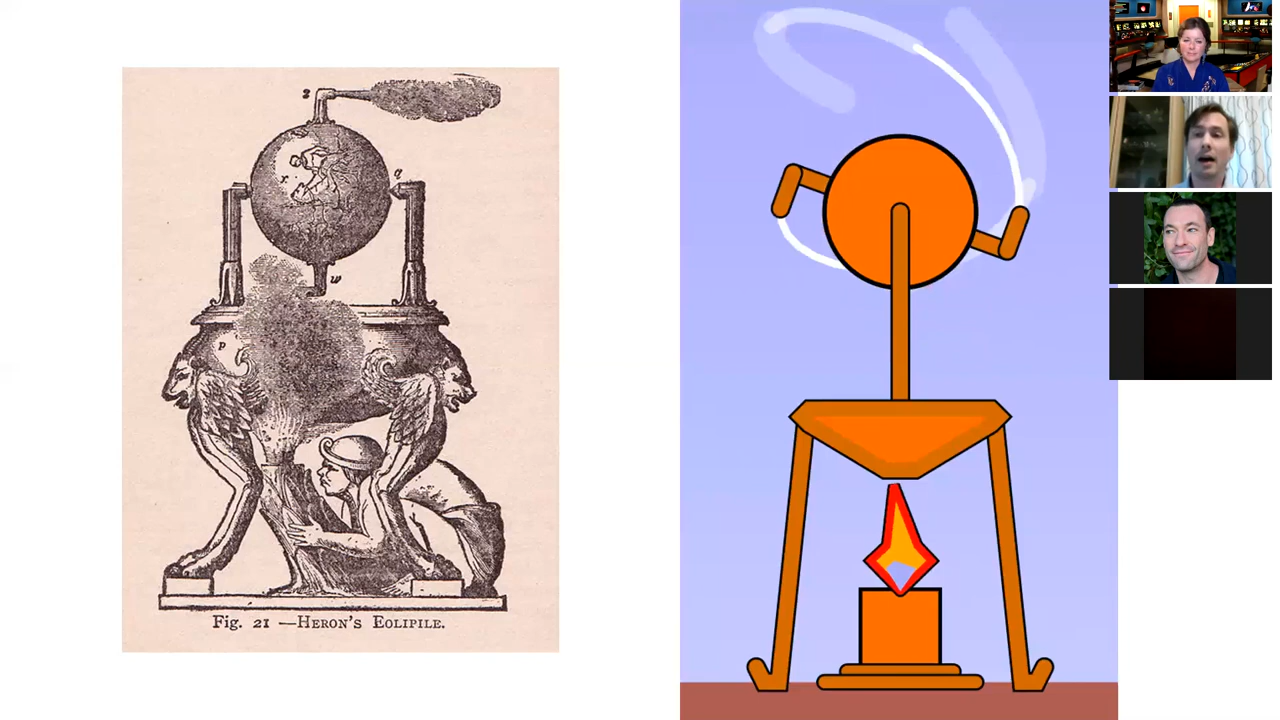 z
x
q
w
p
Fig. 21 —HERON'S EOLIPILE.